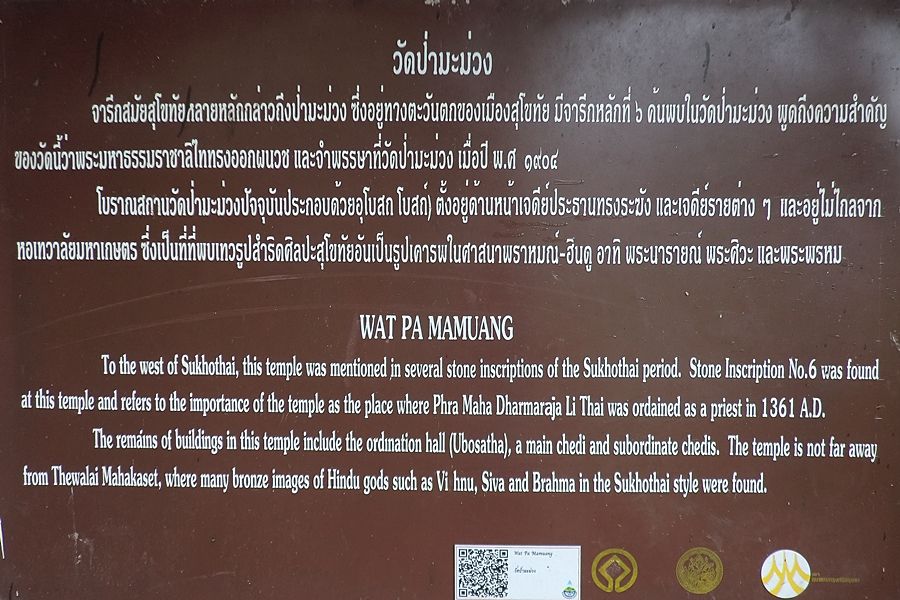 วัดป่ามะม่วง
จารึกสมัยสุโขทัยหลายหลักกล่าวถึงป่ามะม่วง ซึ่งอยู่ทางตะวันตกของเมืองสุโขทัย มีจารึกหลักที่ ๖ ค้นพบในวัดป่ามะม่วง พูดถึงความสำคัญ
ของวัดนี้ว่าพระมหาธรรมราชาลิไททรงออกผนวช และจำพรรษาที่วัดป่ามะม่วง เมื่อปี พ.ศ ๑๙๐๔
โบราณสถานวัดป่ามะม่วงปัจจุบันประกอบด้วยอุโบสถ โบสถ์) ตั้งอยู่ด้านหน้าเจดีย์ประธานทรงระฆัง และเจดีย์รายต่าง ๆ และอยู่ไม่ไกลจาก
หอเทวาลัยมหาเกษตร ซึ่งเป็นที่ที่พบเทวรูปสำริดศิลปะสุโขทัยอันเป็นรูปเคารพในศาสนาพราหมณ์-ฮินดู อาทิ พระนารายณ์ พระศิวะ และพระพรหม
WAT PA MAMUANG
To the west of Sukhothai, this temple was mentioned in several stone inscriptions of the Sukhothai period. Stone Inscription No.6 was found
at this temple and refers to the importance of the temple as the place where Phra Maha Dharmaraja Li Thai was ordained as a priest in 1361 A.D.
The remains of buildings in this temple include the ordination hall (Ubosatha), a main chedi and subordinate chedis. The temple is not far away
from Thewalai Mahakaset, where many bronze images of Hindu gods such as Vi hnu, Siva and Brahma in the Sukhothai style were found.
Wat Pa Mamuang
วัดป่ามะม่วง